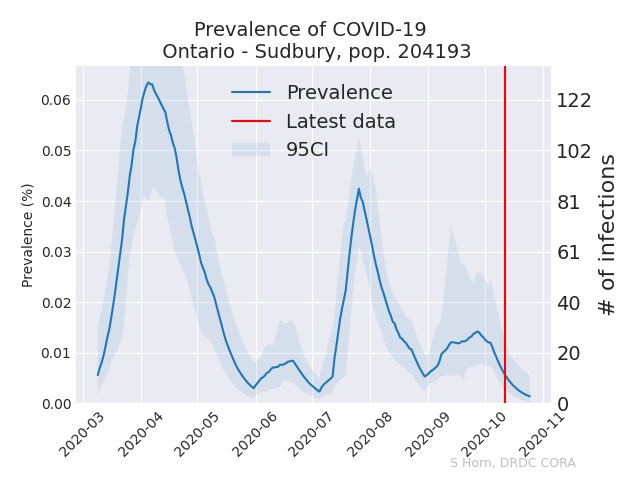 Prevalence of COVID-19
Ontario - Sudbury, pop. 204193
Prevalence
Latest data
95CI
Prevalence (%)
0.06
0.05
0.04
0.03
0.02
0.01
0.00
122
102
81
61
40
20
0
# of infections
2020-03
2020-04
2020-05
2020-06
2020-07
2020-08
2020-09
2020-10
2020-11
S Horn, DRDC CORA